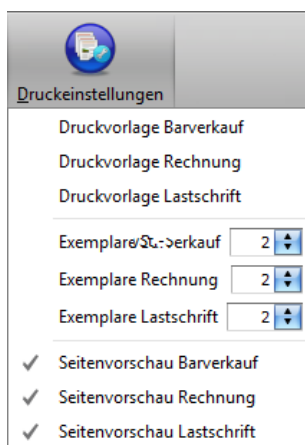 Druckeinstellungen
Druckvorlage Barverkauf
Druckvorlage Rechnung
Druckvorlage Lastschrift
Exemplare 2
Exemplare Rechnung 2
Exemplare Lastschrift 2
Seitenvorschau Barverkauf
Seitenvorschau Rechnung
Seitenvorschau Lastschrift